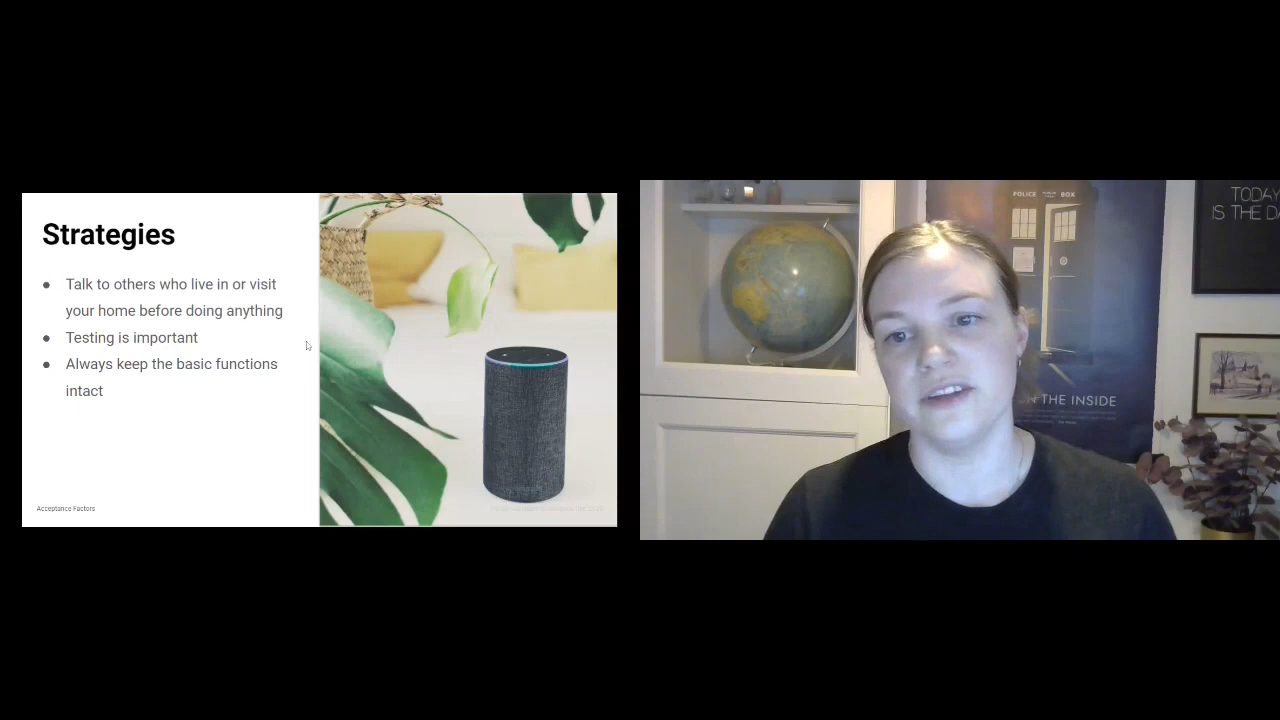 Strategies
● Talk to others who live in or visit
your home before doing anything
● Testing is important
● Always keep the basic functions
intact
Acceptance Factors
POLICE BOX
THE INSIDE
TODAY
IS THE DA